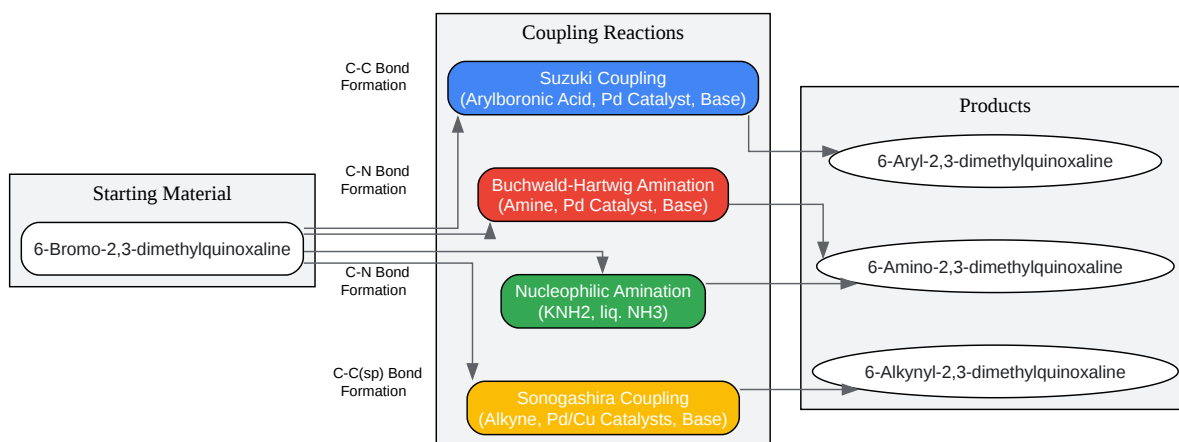 Coupling Reactions
C-C Bond
Formation
Suzuki Coupling
(Arylboronic Acid, Pd Catalyst, Base)
Products
6-Aryl-2,3-dimethylquinoxaline
C-N Bond
Formation
Buchwald-Hartwig Amination
(Amine, Pd Catalyst, Base)
Starting Material
6-Bromo-2,3-dimethylquinoxaline
6-Amino-2,3-dimethylquinoxaline
C-N Bond
Formation
Nucleophilic Amination
(KNH2, liq. NH3)
C-C(sp) Bond
Formation
6-Alkynyl-2,3-dimethylquinoxaline
Sonogashira Coupling
(Alkyne, Pd/Cu Catalysts, Base)